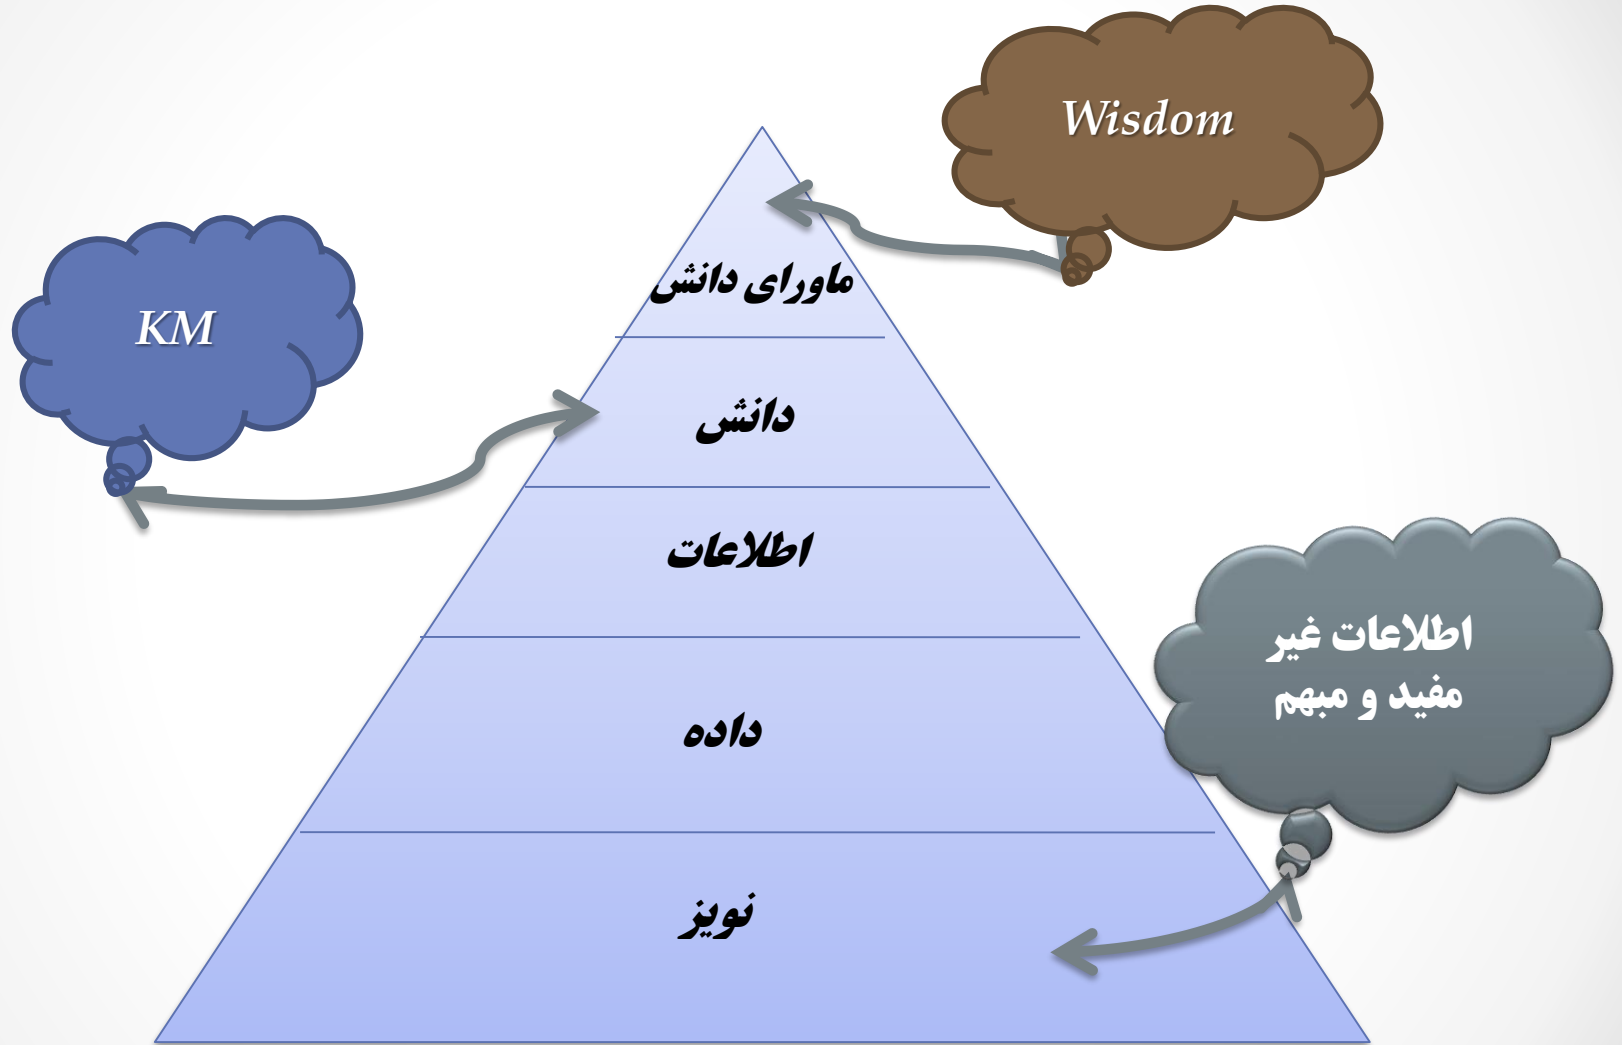 Wisdom
ماورای دانش
KM
دانش
اطلاعات
اطلاعات غیر
مفید و مبهم
داده
نویز